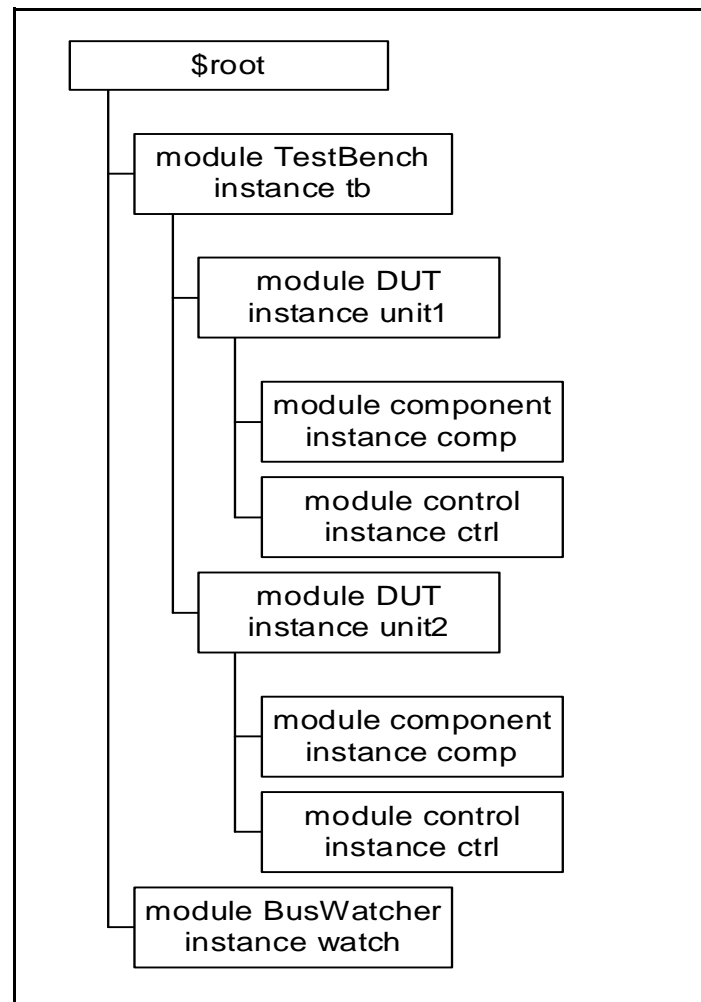 $root
module TestBench
instance tb
module DUT
instance unit1
module component
instance comp
module control
instance ctrl
module DUT
instance unit2
module component
instance comp
module control
instance ctrl
module BusWatcher
instance watch